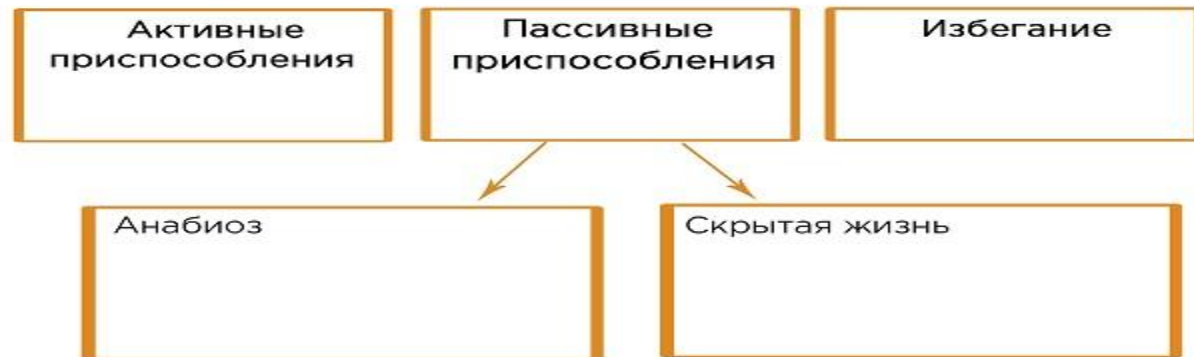 Активные
приспособления
Пассивные
приспособления
Избегание
Анабиоз
Скрытая жизнь